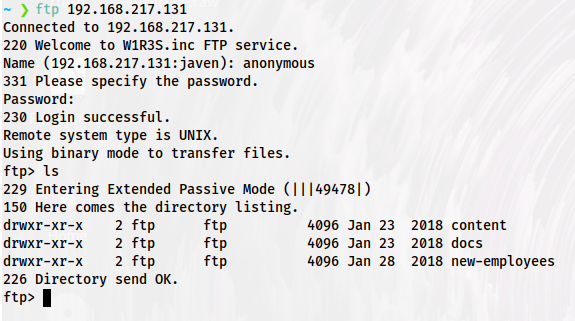 ~ ❯ ftp 192.168.217.131
Connected to 192.168.217.131.
220 Welcome to W1R3S.inc FTP service.
Name (192.168.217.131:javen): anonymous
331 Please specify the password.
Password:
230 Login successful.
Remote system type is UNIX.
Using binary mode to transfer files.
ftp> ls
229 Entering Extended Passive Mode (|||49478|)
150 Here comes the directory listing.
drwxr-xr-x    2 ftp      ftp          4096 Jan 23  2018 content
drwxr-xr-x    2 ftp      ftp          4096 Jan 23  2018 docs
drwxr-xr-x    2 ftp      ftp          4096 Jan 28  2018 new-employees
226 Directory send OK.
ftp>